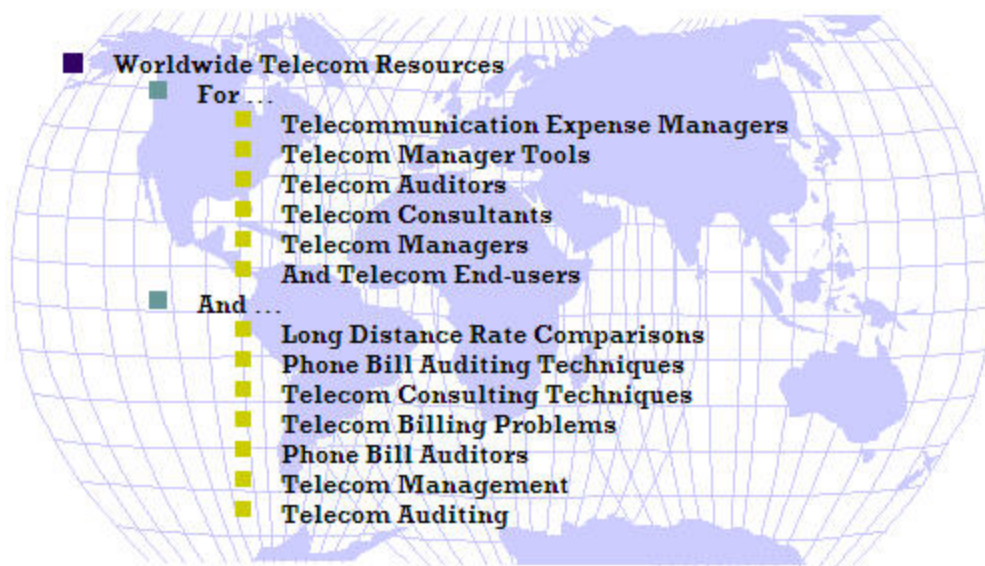 Worldwide Telecom Resources
For ...
Telecommunication Expense Managers
Telecom Manager Tools
Telecom Auditors
Telecom Consultants
Telecom Managers
And Telecom End-users
And ...
Long Distance Rate Comparisons
Phone Bill Auditing Techniques
Telecom Consulting Techniques
Telecom Billing Problems
Phone Bill Auditors
Telecom Management
Telecom Auditing